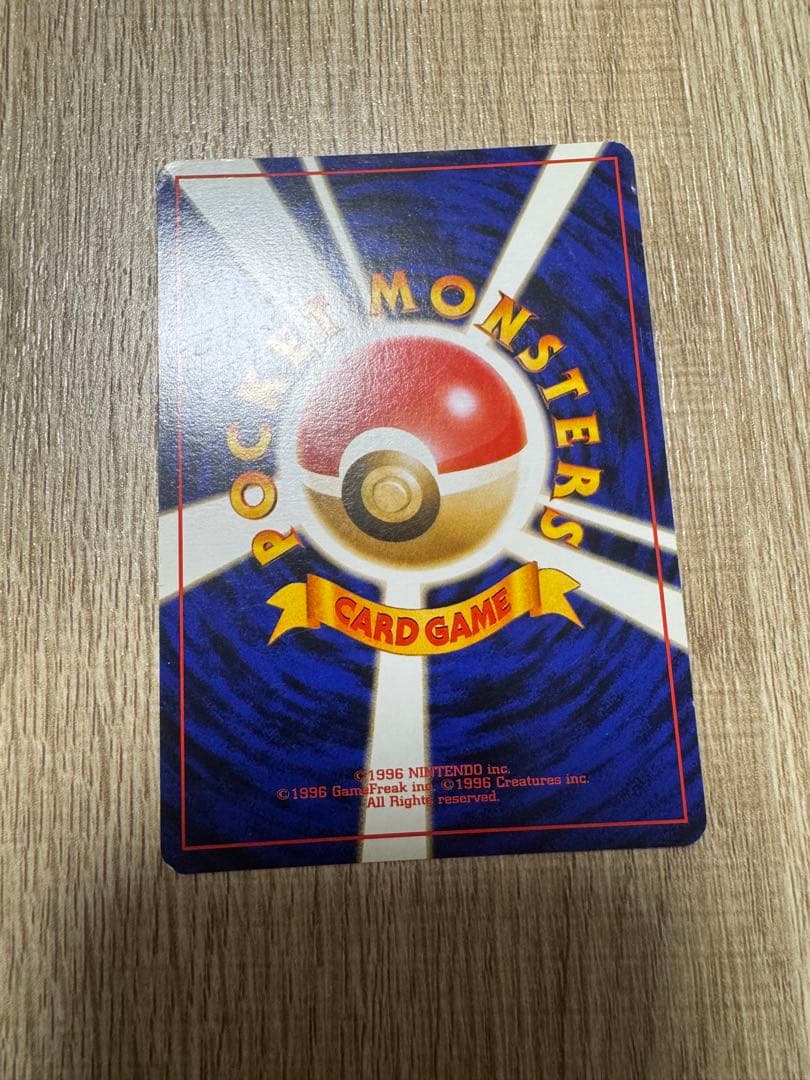 POCKET MONSTERS
CARD GAME
©1996 NINTENDO inc.
©1996 GameFreak inc. ©1996 Creatures inc.
All Rights reserved.